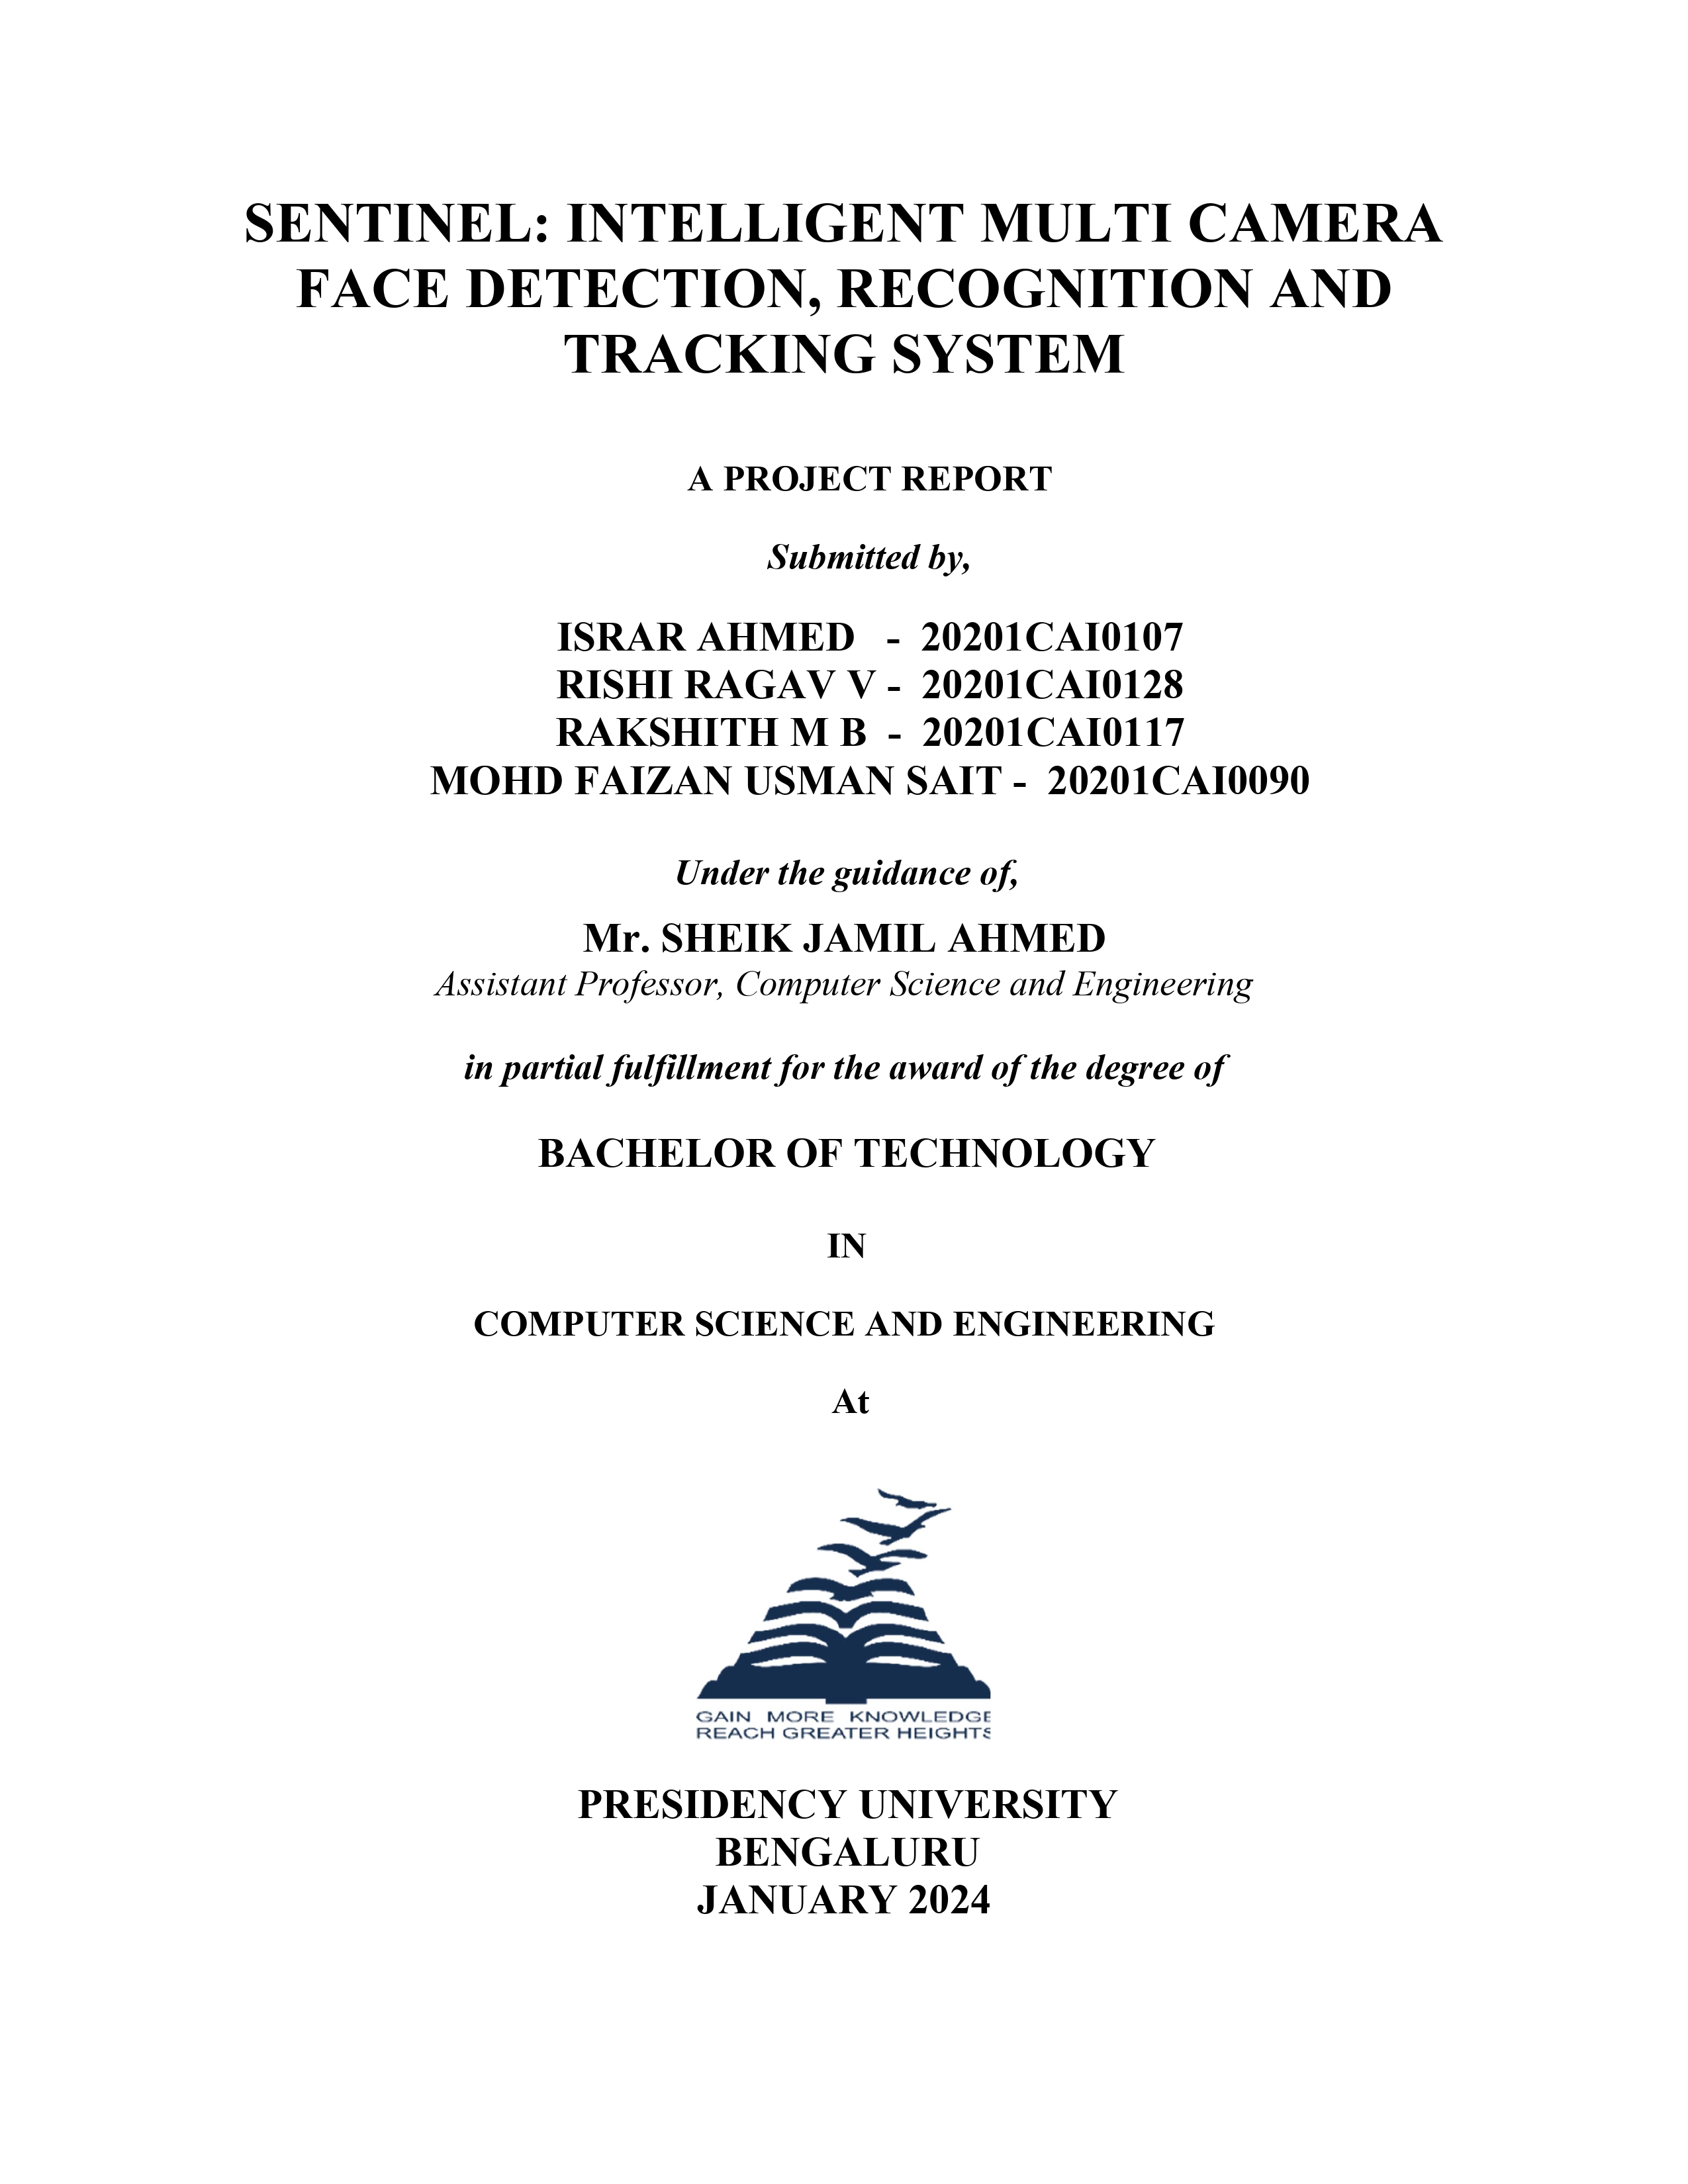 SENTINEL: INTELLIGENT MULTI CAMERA
FACE DETECTION, RECOGNITION AND
TRACKING SYSTEM
A PROJECT REPORT
Submitted by,
ISRAR AHMED - 20201CAI0107
RISHI RAGAV V - 20201CAI0128
RAKSHITH M B - 20201CAI0117
MOHD FAIZAN USMAN SAIT - 20201CAI0090
Under the guidance of,
Mr. SHEIK JAMIL AHMED
Assistant Professor, Computer Science and Engineering
in partial fulfillment for the award of the degree of
BACHELOR OF TECHNOLOGY
IN
COMPUTER SCIENCE AND ENGINEERING
At
GAIN MORE KNOWLEDGE
REACH GREATER HEIGHTS
PRESIDENCY UNIVERSITY
BENGALURU
JANUARY 2024